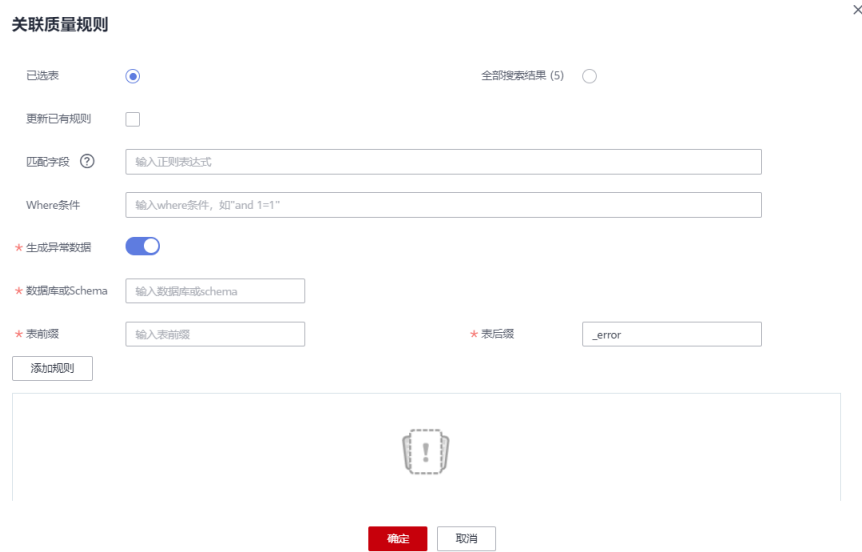 关联质量规则
已选表 全部搜索结果 (5)
更新已有规则
匹配字段 ? 输入正则表达式
Where条件 输入where条件，如"and 1=1"
* 生成异常数据
* 数据库或Schema 输入数据库或schema
* 表前缀 输入表前缀 * 表后缀 _error
添加规则
确定 取消